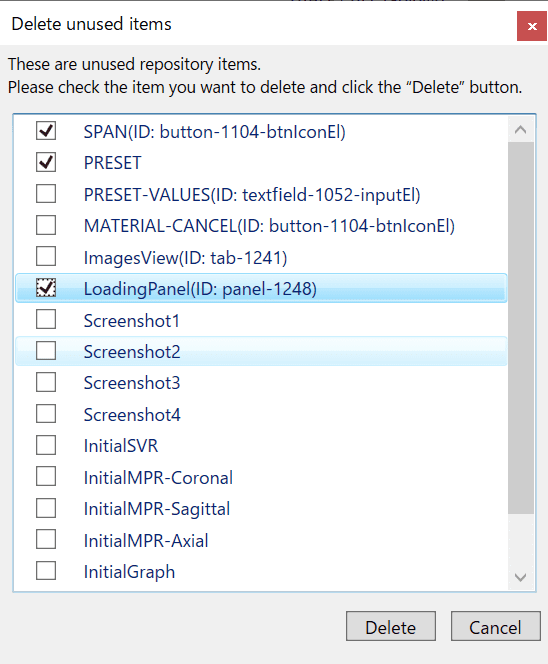 Delete unused items
These are unused repository items.
Please check the item you want to delete and click the “Delete” button.
SPAN(ID: button-1104-btnIconEl)
PRESET
PRESET-VALUES(ID: textfield-1052-inputEl)
MATERIAL-CANCEL(ID: button-1104-btnIconEl)
ImagesView(ID: tab-1241)
LoadingPanel(ID: panel-1248)
Screenshot1
Screenshot2
Screenshot3
Screenshot4
InitialSVR
InitialMPR-Coronal
InitialMPR-Sagittal
InitialMPR-Axial
InitialGraph
Delete Cancel